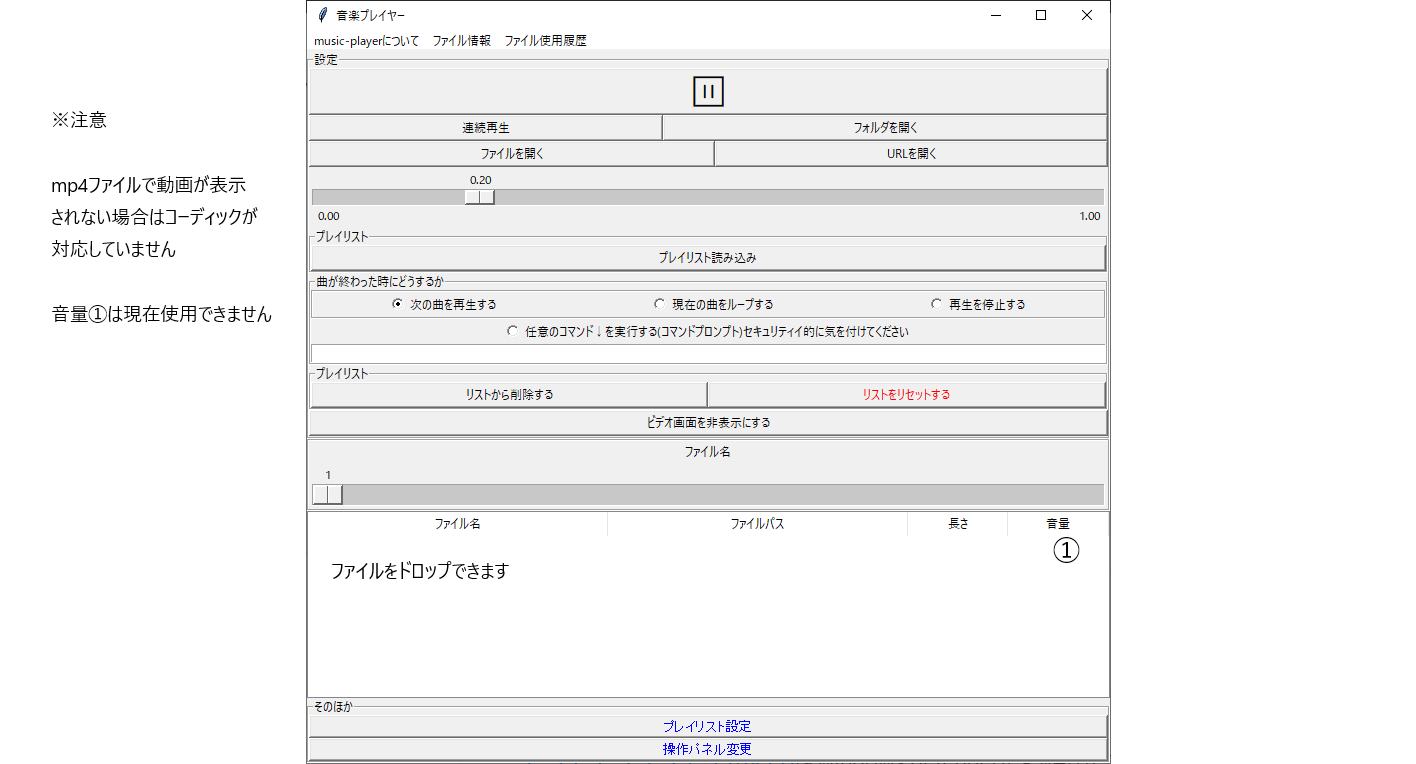 音楽プレイヤー
music-playerについて ファイル情報 ファイル使用履歴
設定
連続再生 フォルダを開く
ファイルを開く URLを開く
0.20
0.00 1.00
プレイリスト
プレイリスト読み込み
曲が終わった時にどうするか
次の曲を再生する 現在の曲をループする 再生を停止する
任意のコマンド↓を実行する(コマンドプロンプト)セキュリティイ的に気を付けてください
プレイリスト
リストから削除する リストをリセットする
ビデオ画面を非表示にする
ファイル名
1
ファイル名 ファイルパス 長さ 音量
①
ファイルをドロップできます
そのほか
プレイリスト設定
操作パネル変更
※注意
mp4ファイルで動画が表示
されない場合はコーディックが
対応していません
音量①は現在使用できません